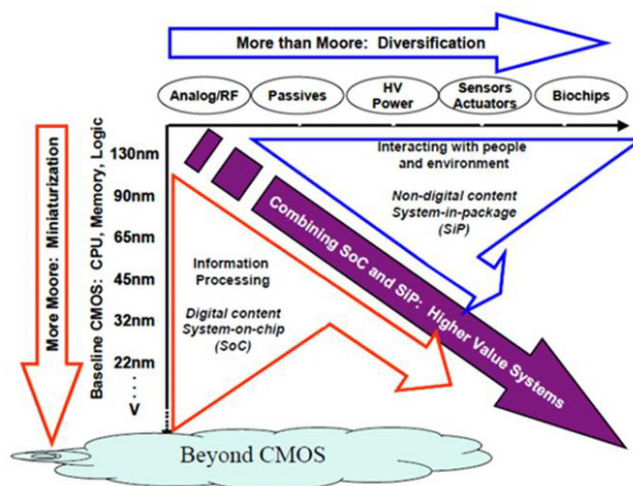 More than Moore: Diversification
Analog/RF
Passives
HV
Power
Sensors
Actuators
Biochips
More Moore: Miniaturization
Baseline CMOS: CPU, Memory, Logic
130nm
90nm
65nm
45nm
32nm
22nm
V
Interacting with people
and environment
Non-digital content
System-in-package
(SiP)
Combining SoC and SiP: Higher Value Systems
Information
Processing
Digital content
System-on-chip
(SoC)
Beyond CMOS